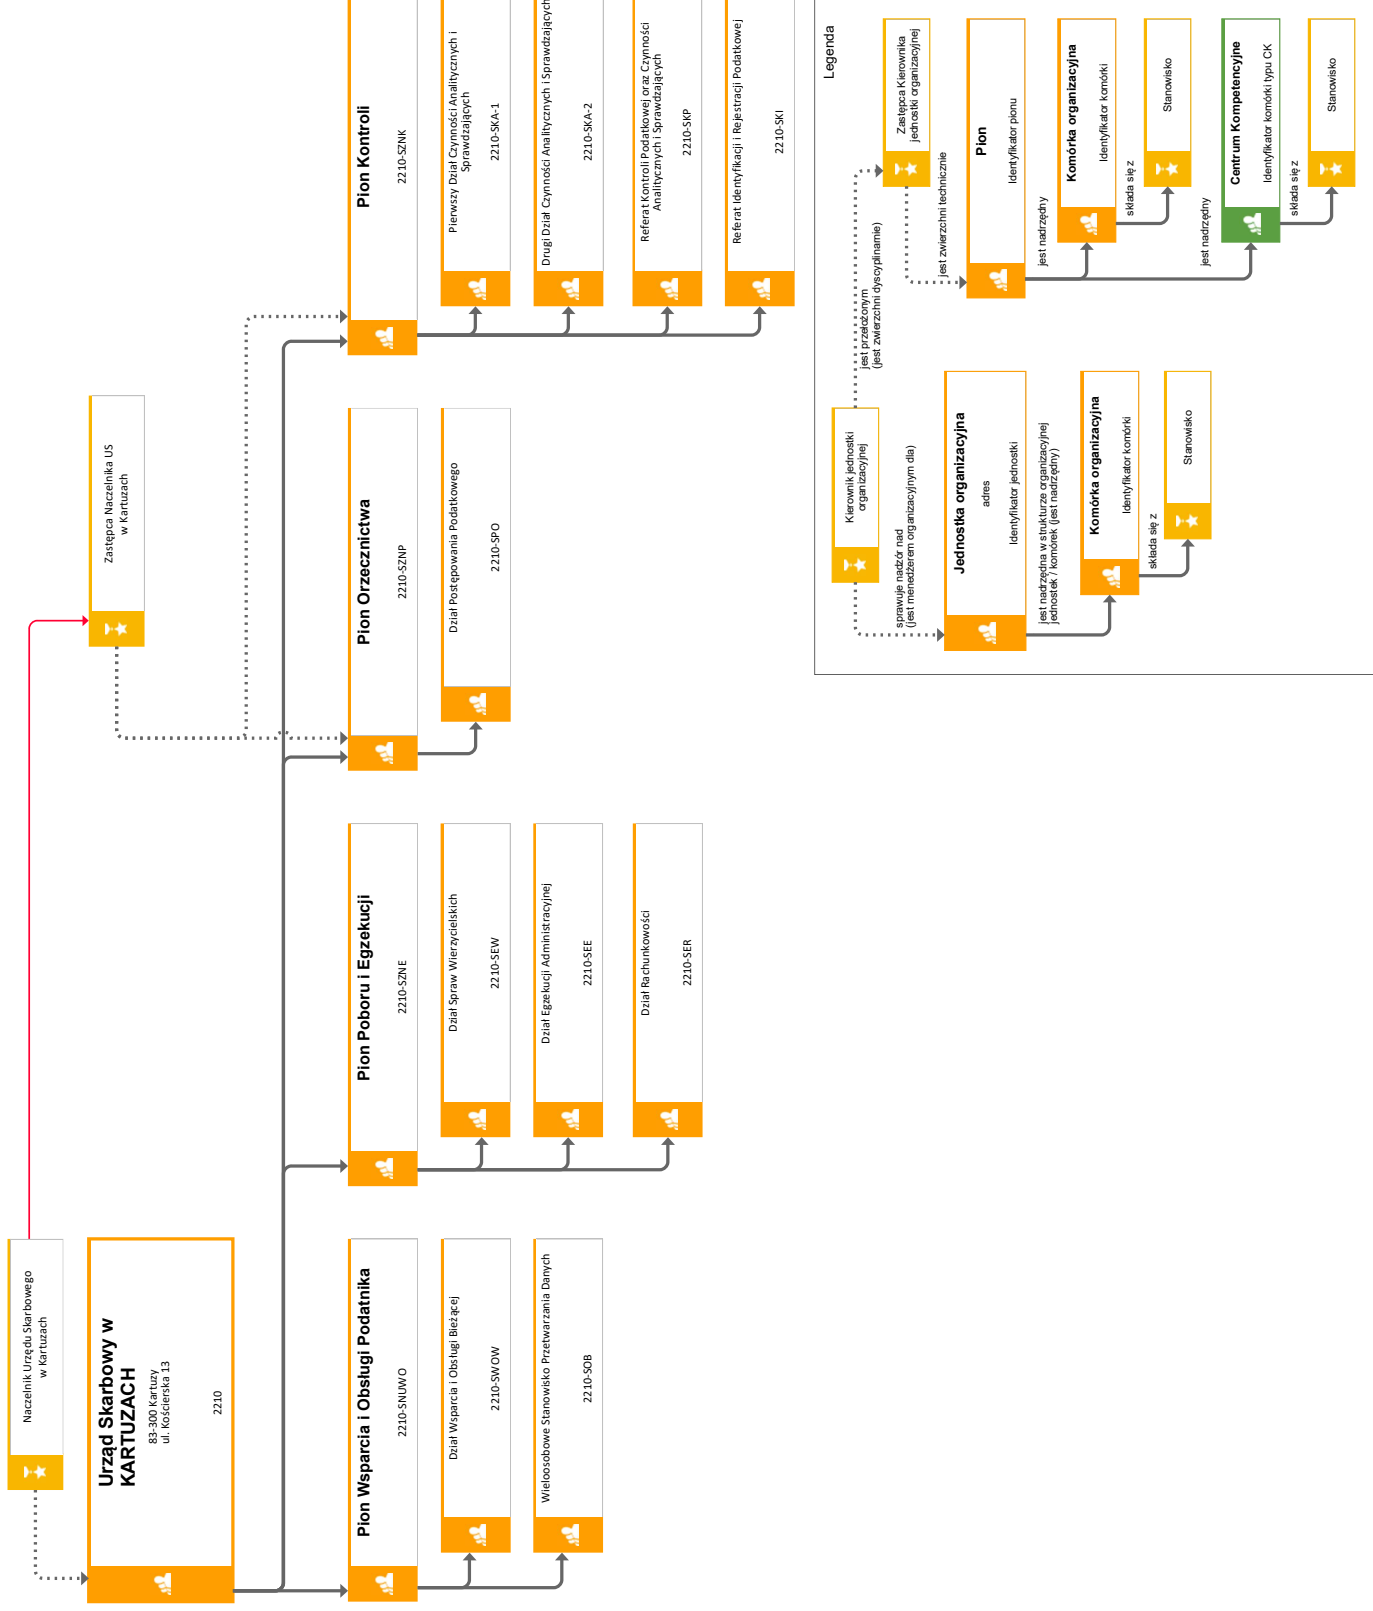 Naczelnik Urzędu Skarbowego
w Kartuzach
Zastępca Naczelnika US
w Kartuzach
Urząd Skarbowy w
KARTUZACH
83-300 Kartuzy
ul. Kościerska 13
2210
Pion Wsparcia i Obsługi Podatnika
2210-SNUWO
Dział Wsparcia i Obsługi Bieżącej
2210-SWOW
Wieloosobowe Stanowisko Przetwarzania Danych
2210-SOB
Pion Poboru i Egzekucji
2210-SZNE
Dział Spraw Wierzycielskich
2210-SEW
Dział Egzekucji Administracyjnej
2210-SEE
Dział Rachunkowości
2210-SER
Pion Orzecznictwa
2210-SZNP
Dział Postępowania Podatkowego
2210-SPO
Pion Kontroli
2210-SZNK
Pierwszy Dział Czynności Analitycznych i
Sprawdzających
2210-SKA-1
Drugi Dział Czynności Analitycznych i Sprawdzających
2210-SKA-2
Referat Kontroli Podatkowej oraz Czynności
Analitycznych i Sprawdzających
2210-SKP
Referat Identyfikacji i Rejestracji Podatkowej
2210-SKI
Legenda
Kierownik jednostki
organizacyjnej
jest przełożonym
(jest zwierzchni dyscyplinarnie)
Zastępca Kierownika
jednostki organizacyjnej
sprawuje nadzór nad
(jest menedżerem organizacyjnym dla)
jest zwierzchni technicznie
Jednostka organizacyjna
adres
Identyfikator jednostki
jest nadrzędna w strukturze organizacyjnej
jednostek / komórek (jest nadrzędny)
Komórka organizacyjna
Identyfikator komórki
składa się z
Stanowisko
Pion
Identyfikator pionu
jest nadrzędny
Komórka organizacyjna
Identyfikator komórki
składa się z
Stanowisko
jest nadrzędny
Centrum Kompetencyjne
Identyfikator komórki typu CK
składa się z
Stanowisko